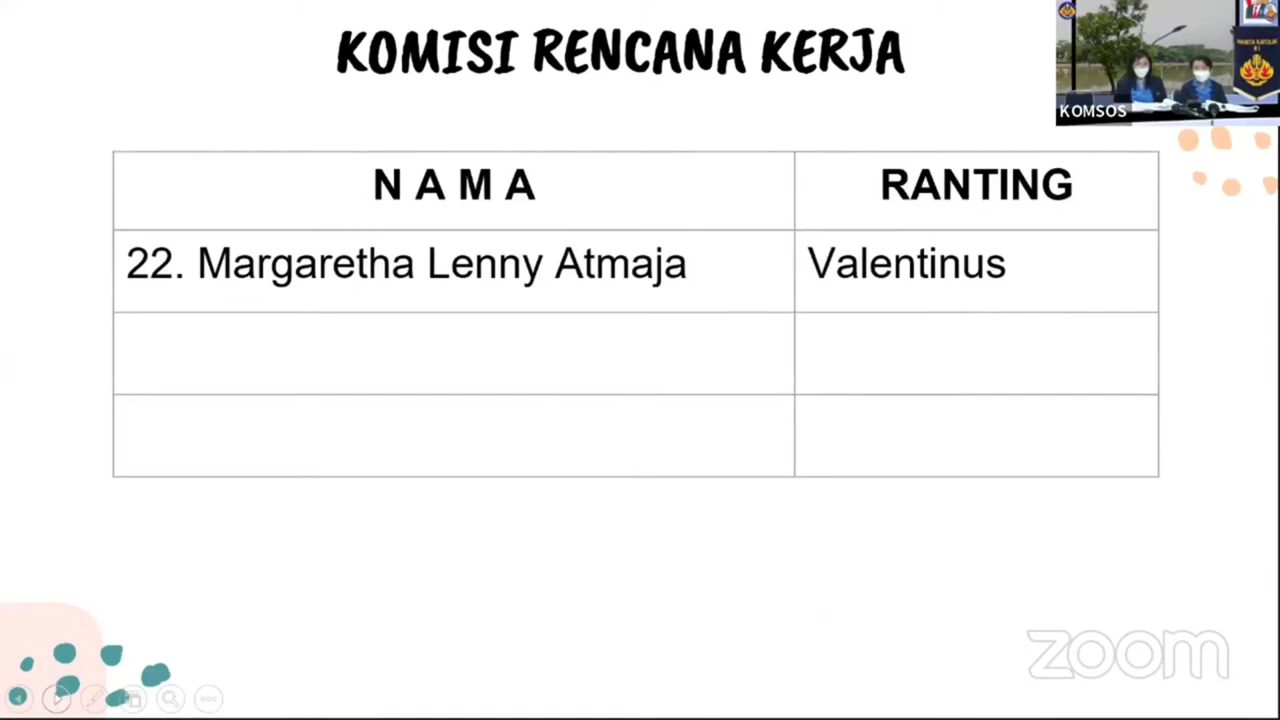 KOMISI RENCANA KERJA
KOMSOS
N A M A
RANTING
22. Margaretha Lenny Atmaja
Valentinus
zoom